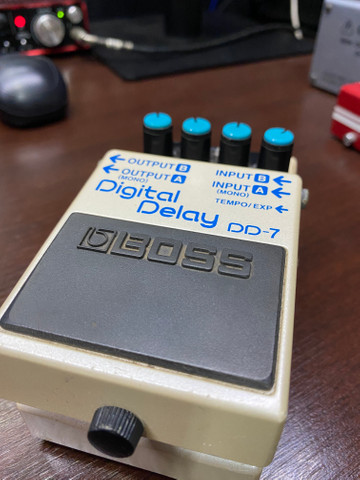 ← OUTPUT B
← OUTPUT A
(MONO)
INPUT B ←
INPUT A ←
(MONO)
TEMPO/EXP ←
Digital
Delay
DD-7
BOSS